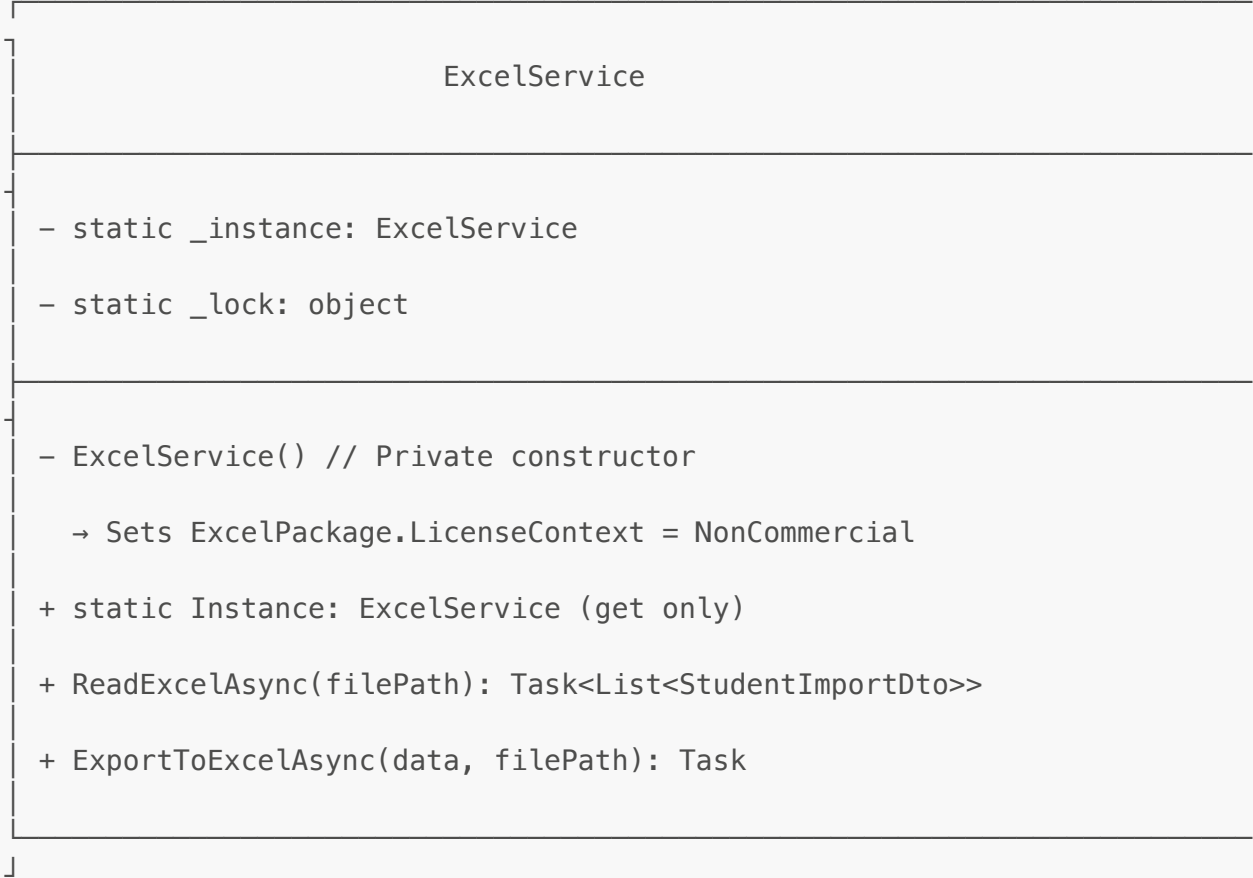 ExcelService
- static _instance: ExcelService
- static _lock: object
- ExcelService() // Private constructor
→ Sets ExcelPackage.LicenseContext = NonCommercial
+ static Instance: ExcelService (get only)
+ ReadExcelAsync(filePath): Task<List<StudentImportDto>>
+ ExportToExcelAsync(data, filePath): Task